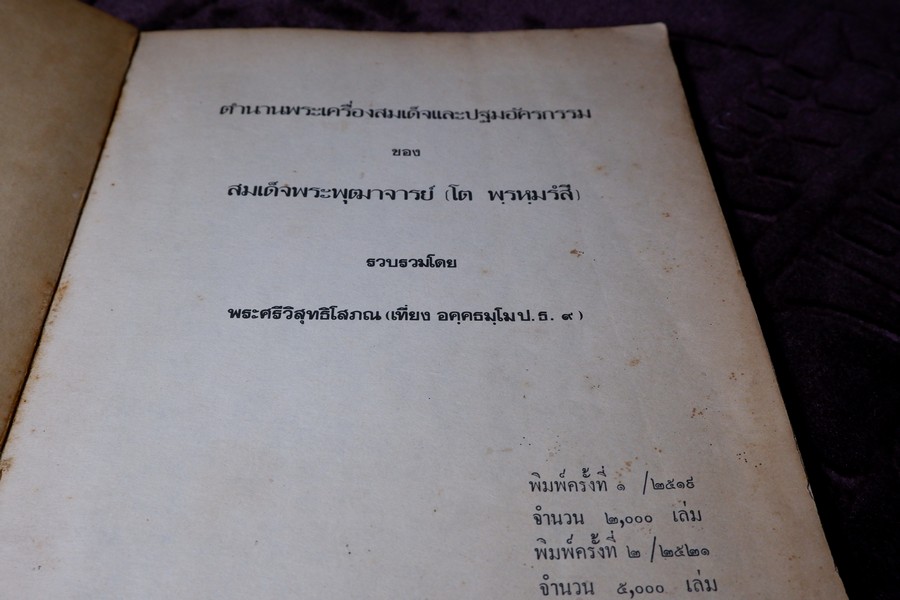 ตำนานพระเครื่องสมเด็จและปฐมอัครกรรม
ของ
สมเด็จพระพุฒาจารย์ (โต พฺรหฺมรํสี)
รวบรวมโดย
พระศรีวิสุทธิโสภณ (เที่ยง อคฺคธมฺโม ป. ธ. ๙)
พิมพ์ครั้งที่ ๑ /๒๕๑๙
จำนวน ๒,๐๐๐ เล่ม
พิมพ์ครั้งที่ ๒ /๒๕๒๑
จำนวน ๕,๐๐๐ เล่ม